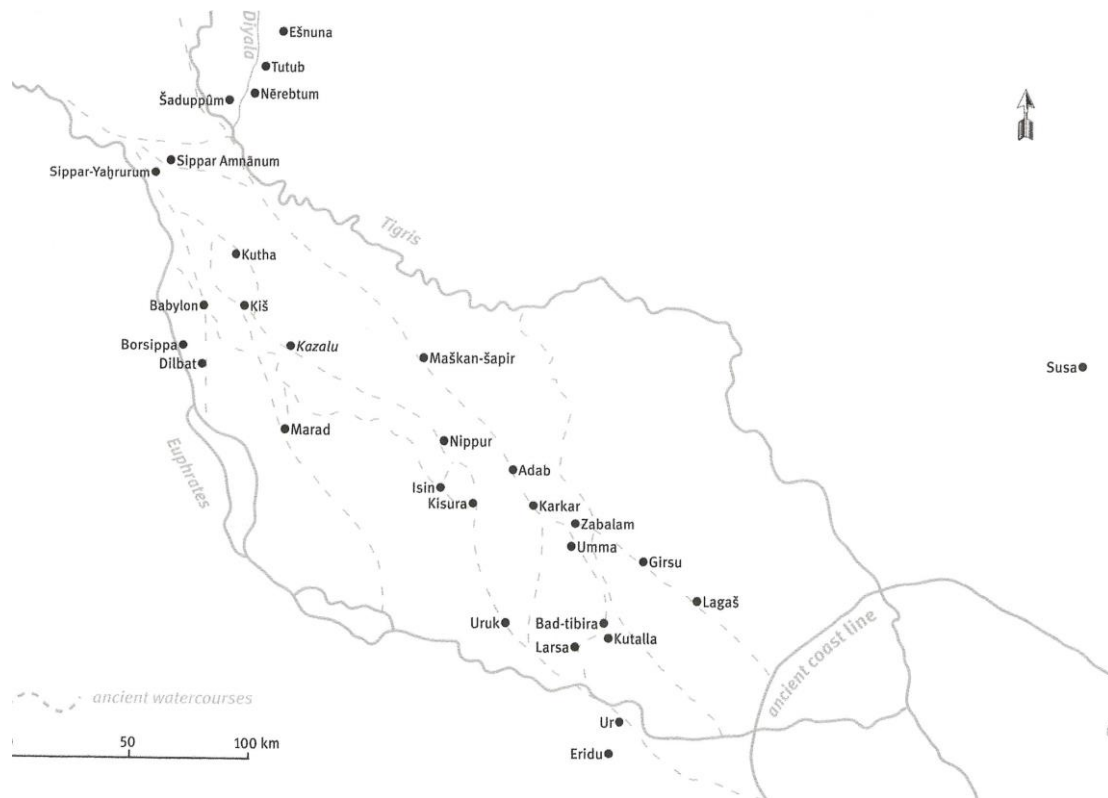 Ešnuna
Diyala
Tutub
Nērebtum
Šaduppûm
Sippar Amnānum
Sippar-Yaḫrurum
Tigris
Kutha
Babylon
Kiš
Borsippa
Kazalu
Dilbat
Maškan-šapir
Susa
Marad
Nippur
Euphrates
Adab
Isin
Kisura
Karkar
Zabalam
Umma
Girsu
Lagaš
Uruk
Bad-tibira
Kutalla
Larsa
ancient coast line
ancient watercourses
Ur
50
100 km
Eridu